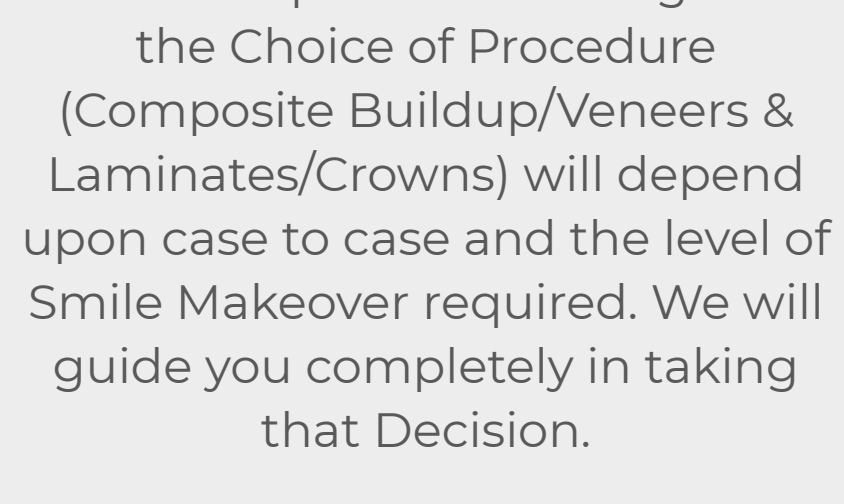 the Choice of Procedure
(Composite Buildup/Veneers &
Laminates/Crowns) will depend
upon case to case and the level of
Smile Makeover required. We will
guide you completely in taking
that Decision.